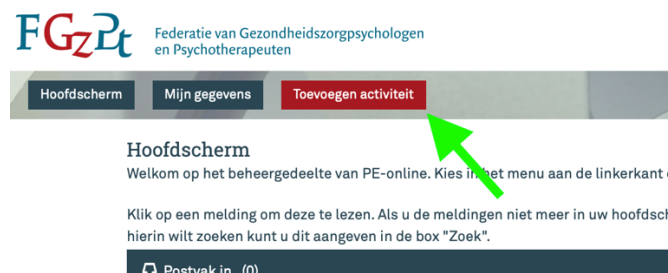 FGzPt
Federatie van Gezondheidszorgpsychologen
en Psychotherapeuten
Hoofdscherm
Mijn gegevens
Toevoegen activiteit
Hoofdscherm
Welkom op het beheergedeelte van PE-online. Kies in het menu aan de linkerkant
Klik op een melding om deze te lezen. Als u de meldingen niet meer in uw
hierin wilt zoeken kunt u dit aangeven in de box "Zoek".
Postvak in (0)